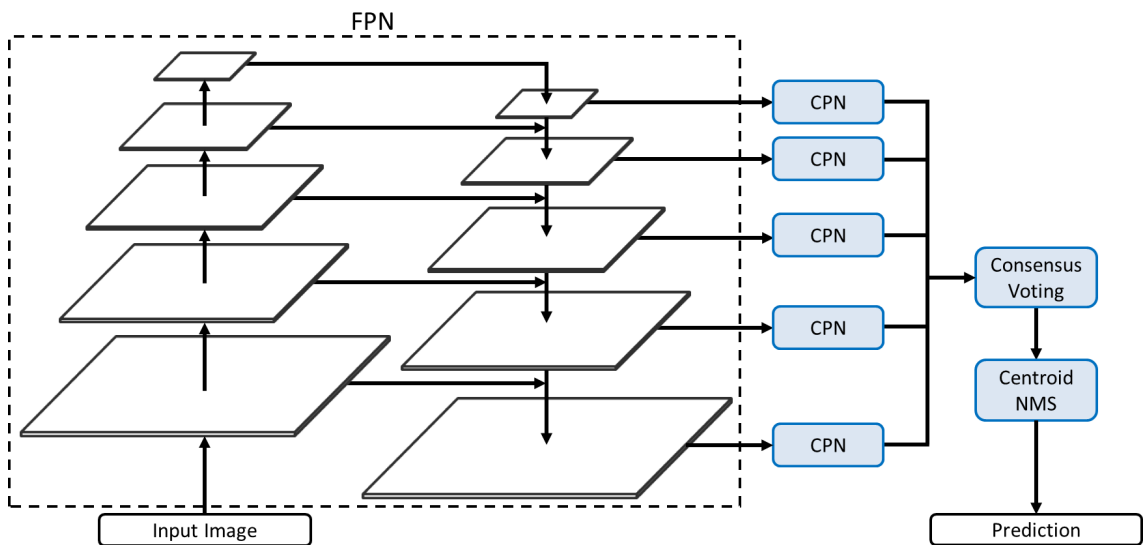 FPN
CPN
CPN
CPN
CPN
CPN
Consensus
Voting
Centroid
NMS
Input Image
Prediction